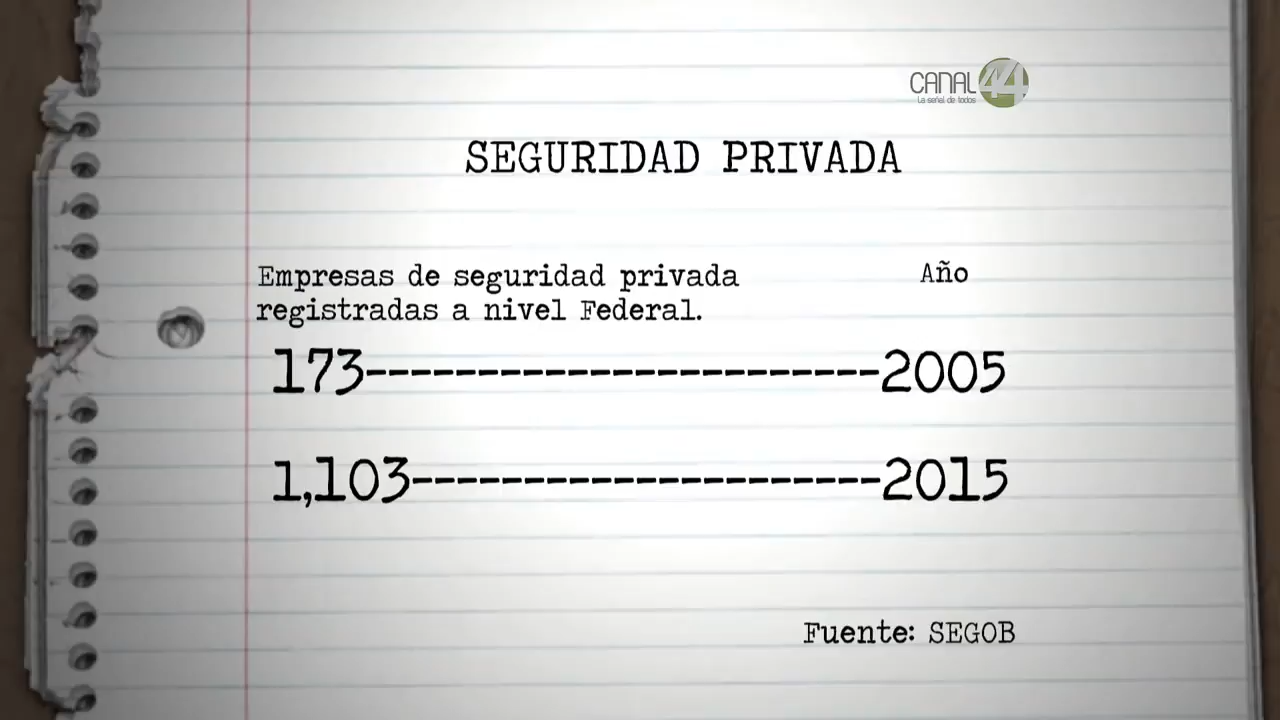 CANAL 44
La señal de todos
SEGURIDAD PRIVADA
Empresas de seguridad privada Año
registradas a nivel Federal.
173-----------------------2005
1,103---------------------2015
Fuente: SEGOB